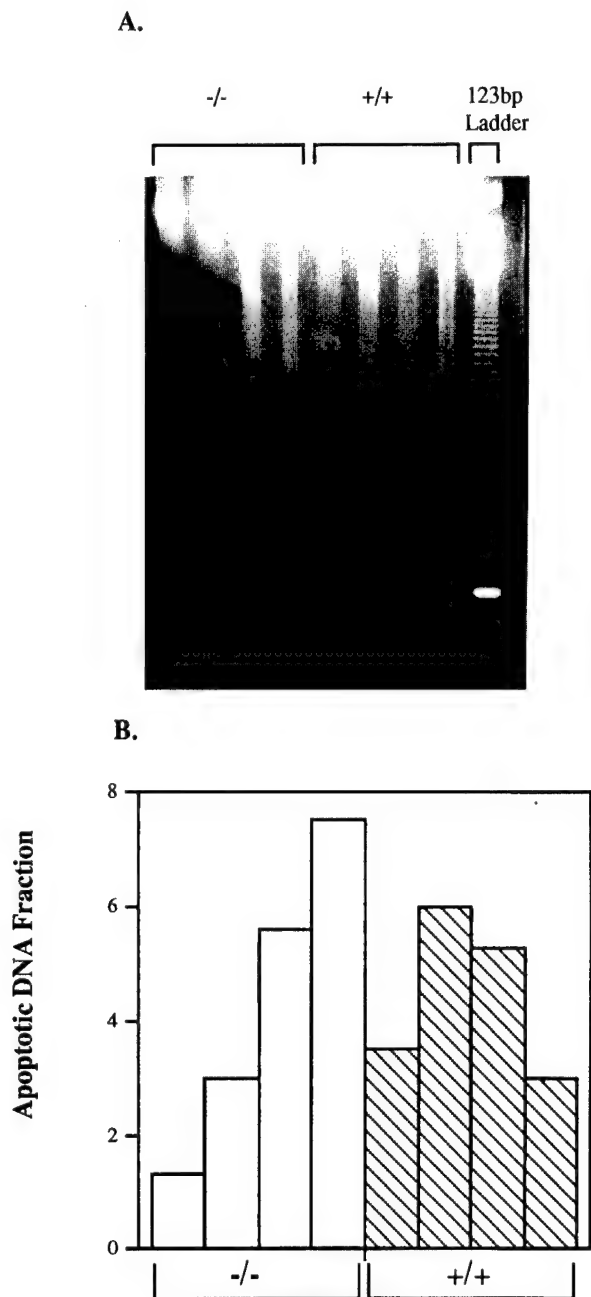 A.
-/- +/+ 123bp
Ladder
B.
Apoptotic DNA Fraction
8
6
4
2
0
-/- +/+